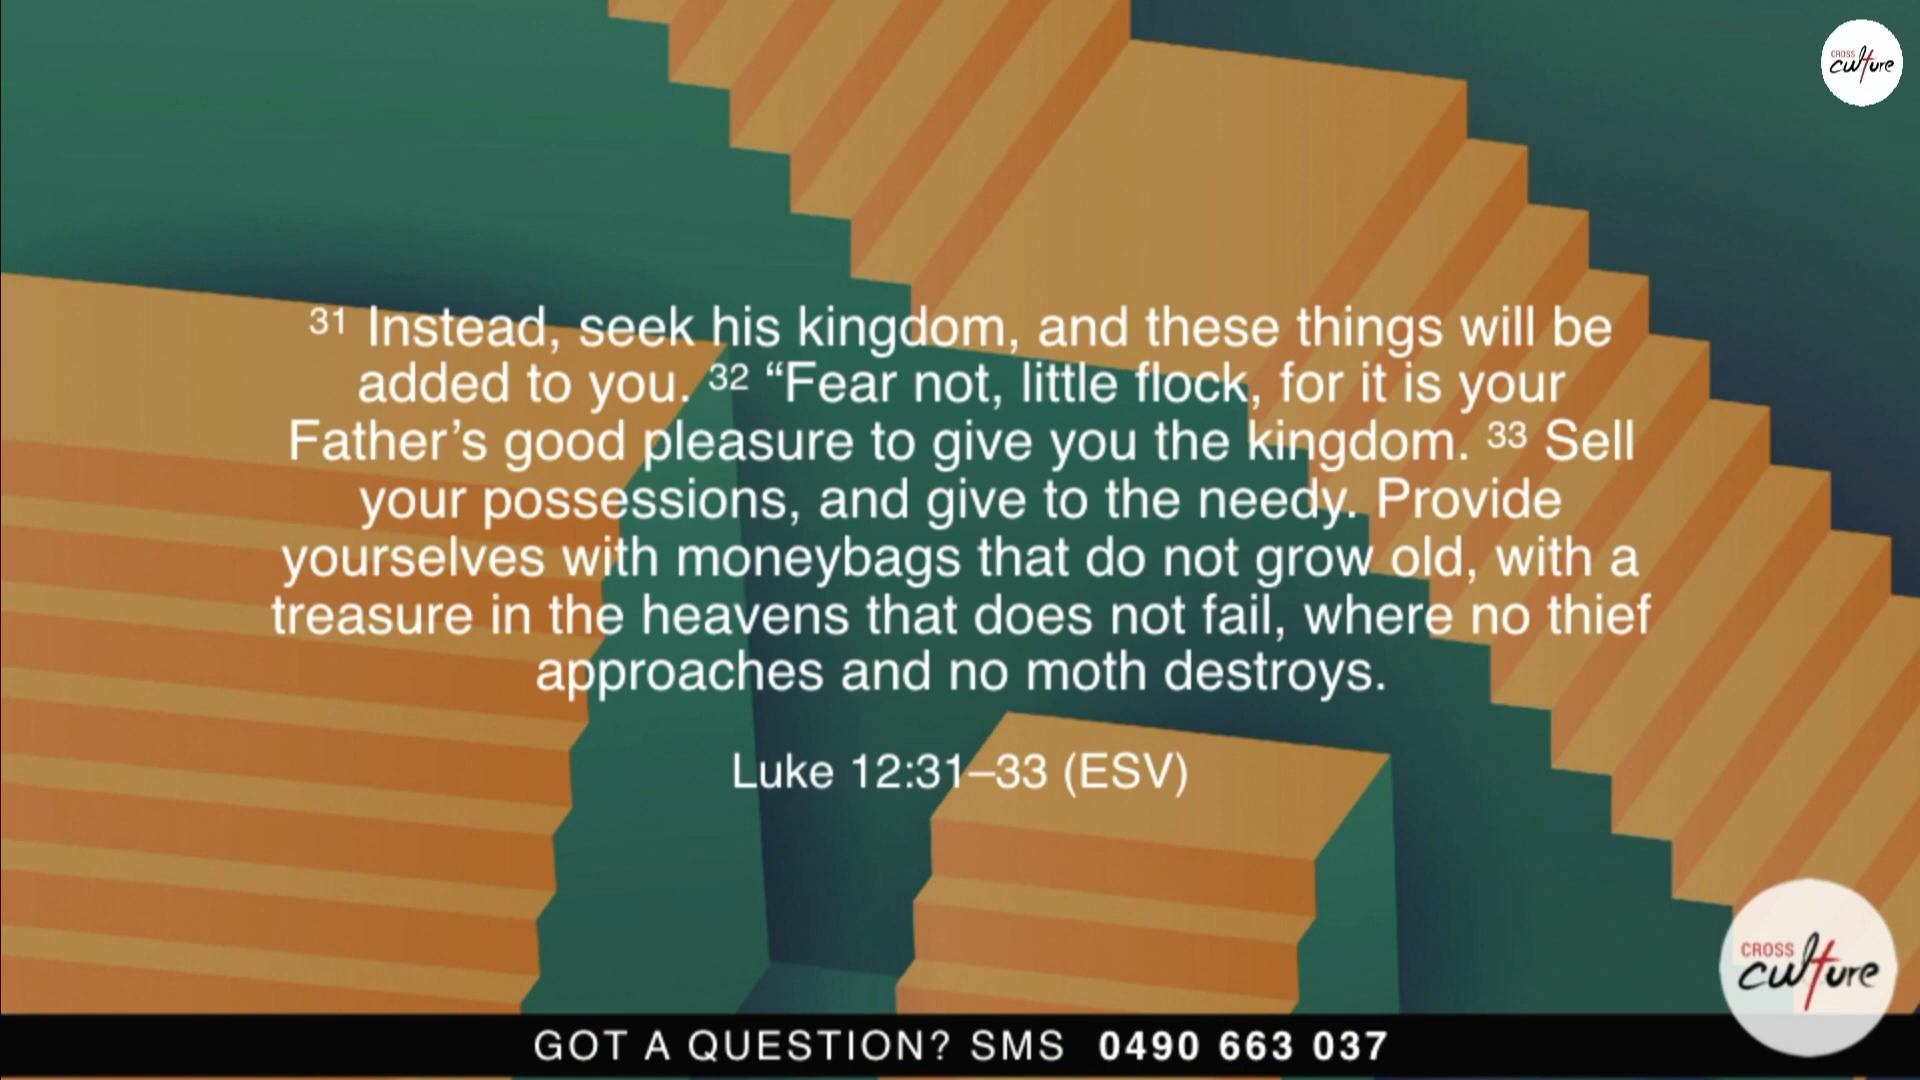 CROSS
culture
³¹ Instead, seek his kingdom, and these things will be
added to you. ³² “Fear not, little flock, for it is your
Father’s good pleasure to give you the kingdom. ³³ Sell
your possessions, and give to the needy. Provide
yourselves with moneybags that do not grow old, with a
treasure in the heavens that does not fail, where no thief
approaches and no moth destroys.
Luke 12:31–33 (ESV)
CROSS
culture
GOT A QUESTION? SMS 0490 663 037